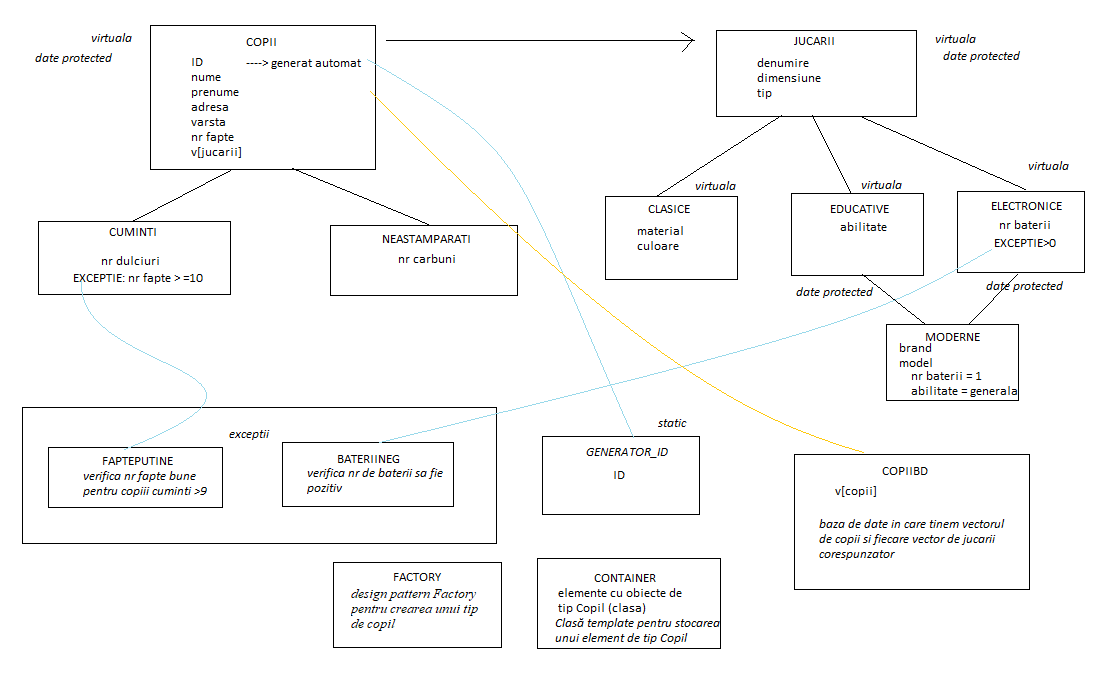 virtuala
date protected
COPII
ID ----> generat automat
nume
prenume
adresa
varsta
nr fapte
v[jucarii]
JUCARII
denumire
dimensiune
tip
virtuala
date protected
CUMINTI
nr dulciuri
EXCEPTIE: nr fapte > =10
NEASTAMPARATI
nr carbuni
virtuala
CLASICE
material
culoare
virtuala
EDUCATIVE
abilitate
virtuala
ELECTRONICE
nr baterii
EXCEPTIE>0
date protected
date protected
MODERNE
brand
model
nr baterii = 1
abilitate = generala
exceptii
FAPTEPUTINE
verifica nr fapte bune
pentru copiii cuminti >9
BATERIINEG
verifica nr de baterii sa fie
pozitiv
static
GENERATOR_ID
ID
COPIIBD
v[copii]
baza de date in care tinem vectorul
de copii si fiecare vector de jucarii
corespunzator
FACTORY
design pattern Factory
pentru crearea unui tip
de copil
CONTAINER
elemente cu obiecte de
tip Copil (clasa)
Clasă template pentru stocarea
unui element de tip Copil